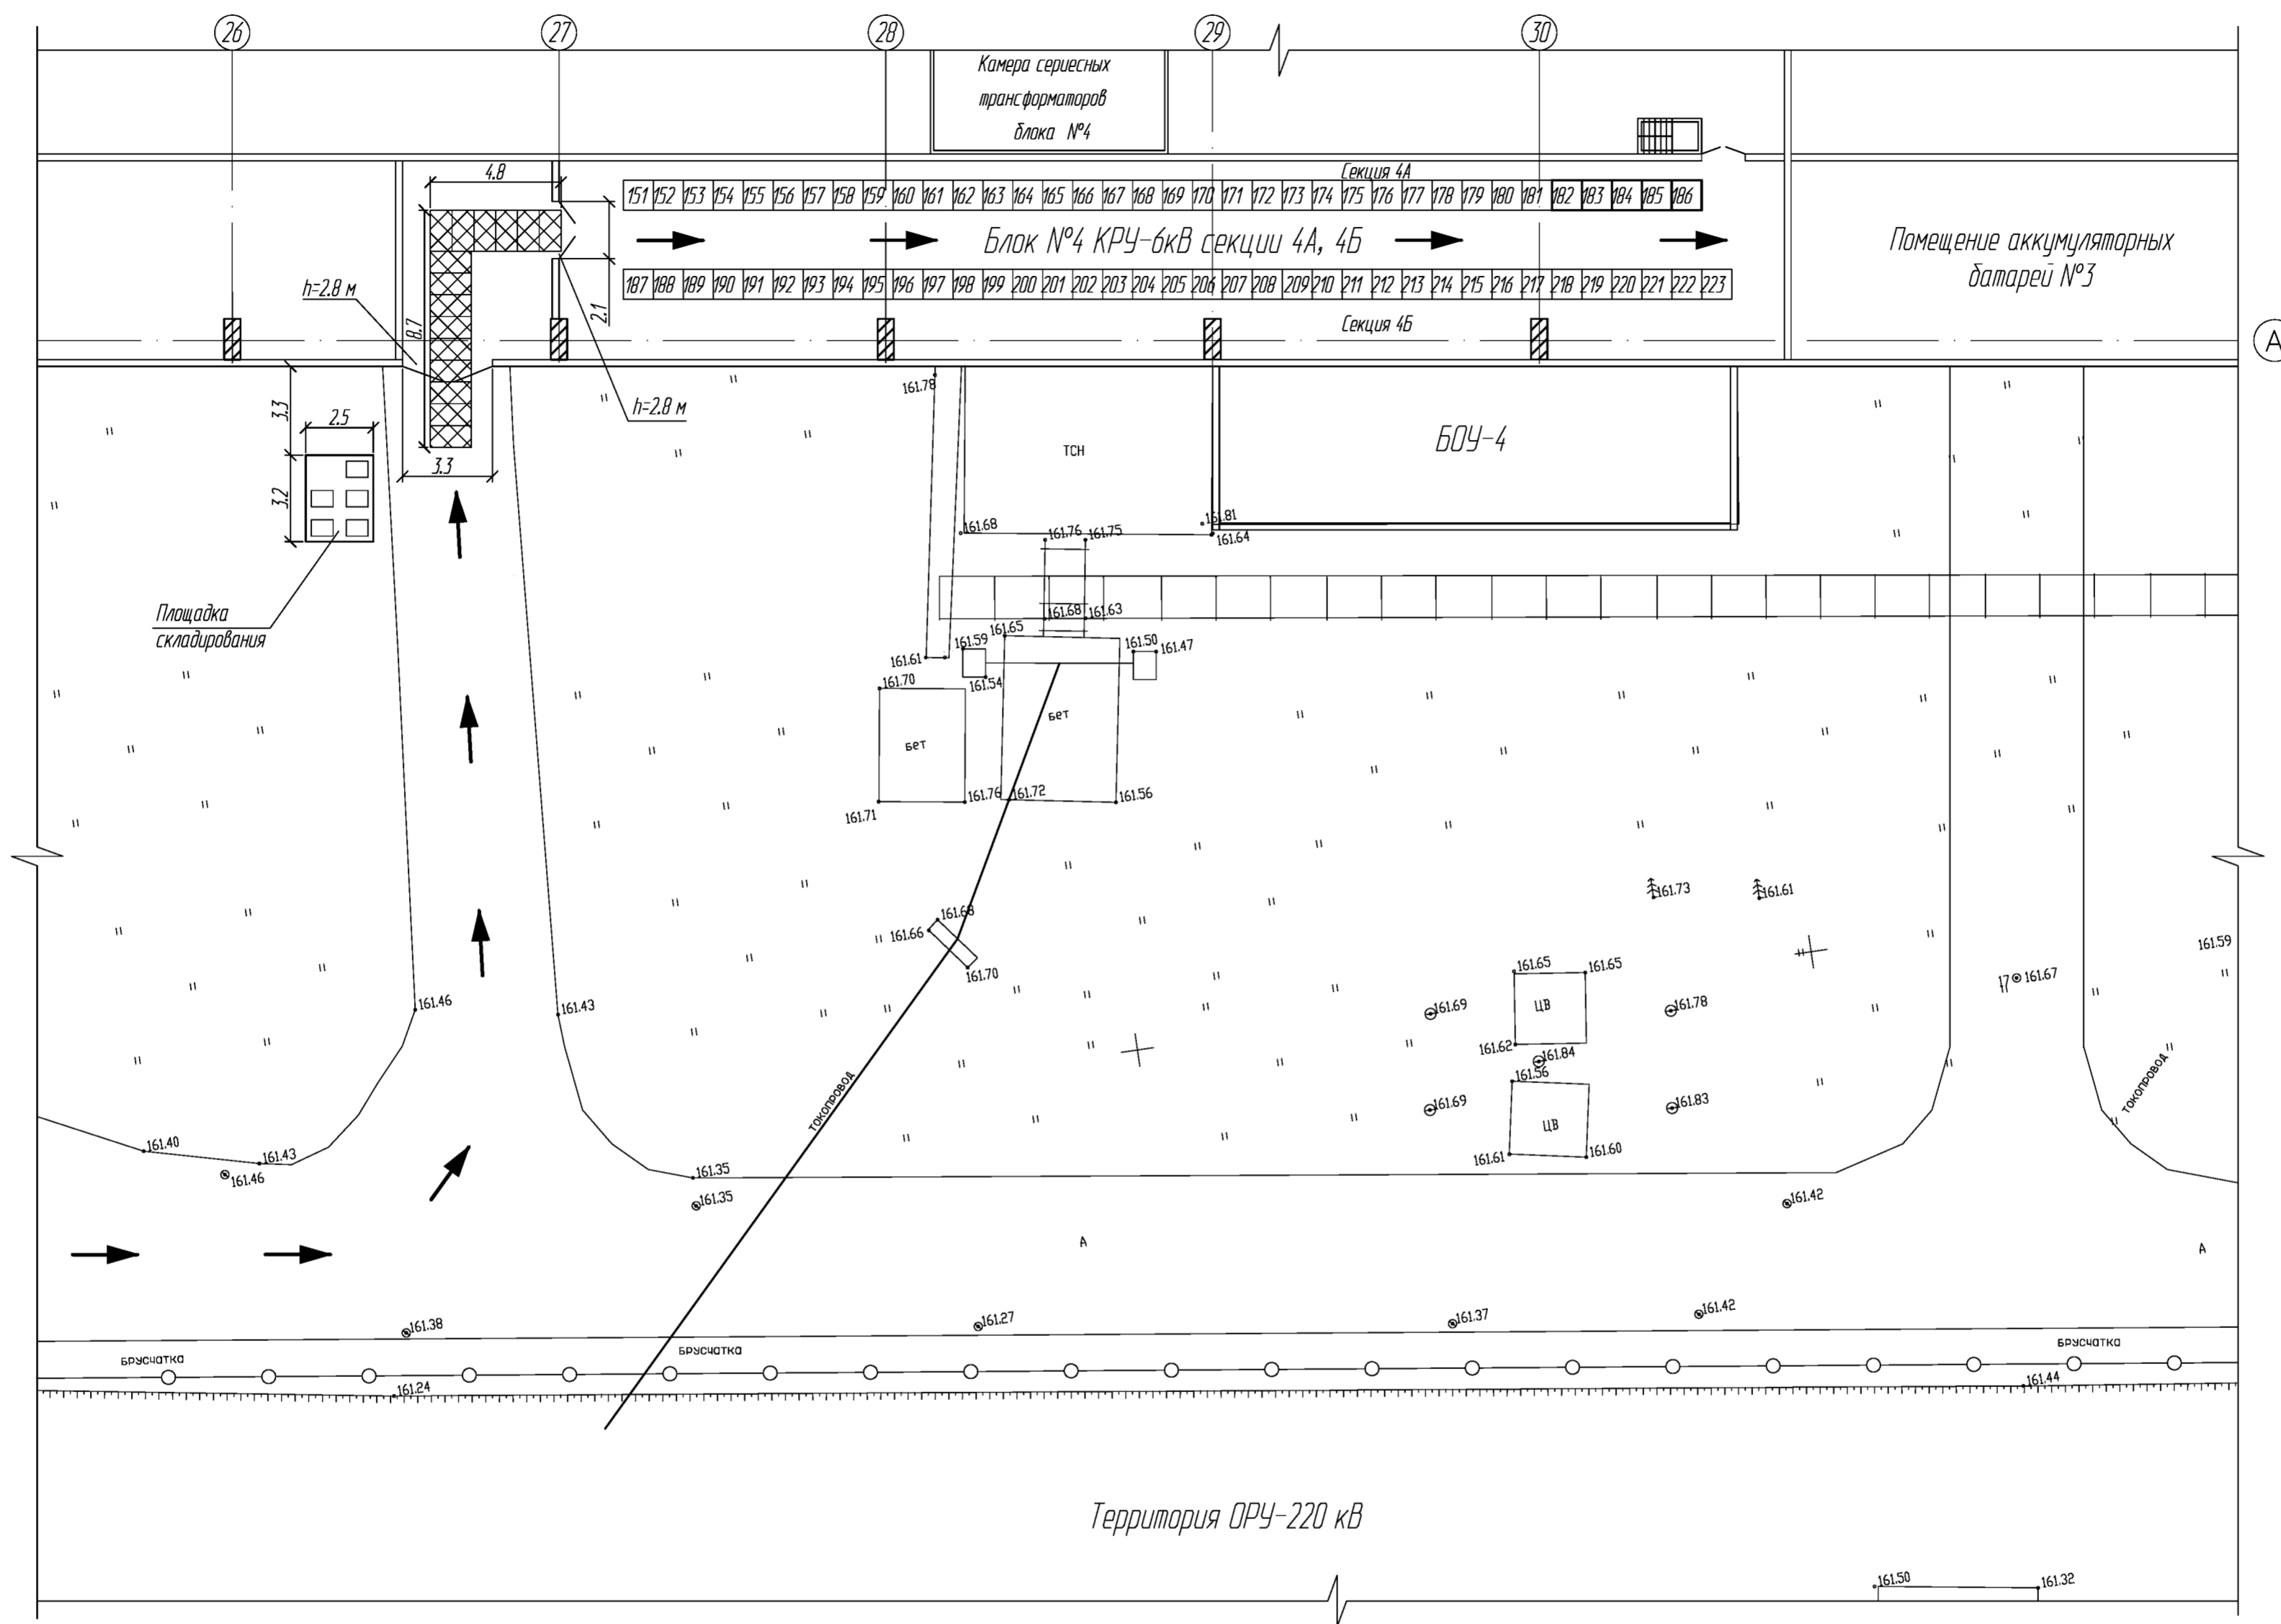 26 27 28 29 30
Камера сериесных
трансформаторов
блока №4
4.8
Секция 4А
151 152 153 154 155 156 157 158 159 160 161 162 163 164 165 166 167 168 169 170 171 172 173 174 175 176 177 178 179 180 181 182 183 184 185 186
Блок №4 КРУ-6кВ секции 4А, 4Б
Помещение аккумуляторных
батарей №3
187 188 189 190 191 192 193 194 195 196 197 198 199 200 201 202 203 204 205 206 207 208 209 210 211 212 213 214 215 216 217 218 219 220 221 222 223
h=2.8 м
8.7
2.1
Секция 4Б
А
161.78
3.3
2.5
h=2.8 м
ТСН
БОУ-4
3.3
3.2
161.68
161.76
161.75
161.81
161.64
Площадка
складирования
161.68
161.63
161.65
161.59
161.50
161.47
161.61
161.54
161.70
бет
бет
161.76
161.72
161.56
161.71
161.73
161.61
161.68
161.66
161.70
161.59
161.65
161.65
17
161.67
161.46
161.43
161.69
ЦВ
161.78
161.62
161.84
161.56
токопровод
токопровод
161.69
161.83
ЦВ
161.40
161.43
161.61
161.60
161.46
161.35
161.35
161.42
А
А
161.38
161.27
161.37
161.42
БРУСЧАТКА
БРУСЧАТКА
БРУСЧАТКА
161.24
161.44
Территория ОРУ-220 кВ
161.50
161.32